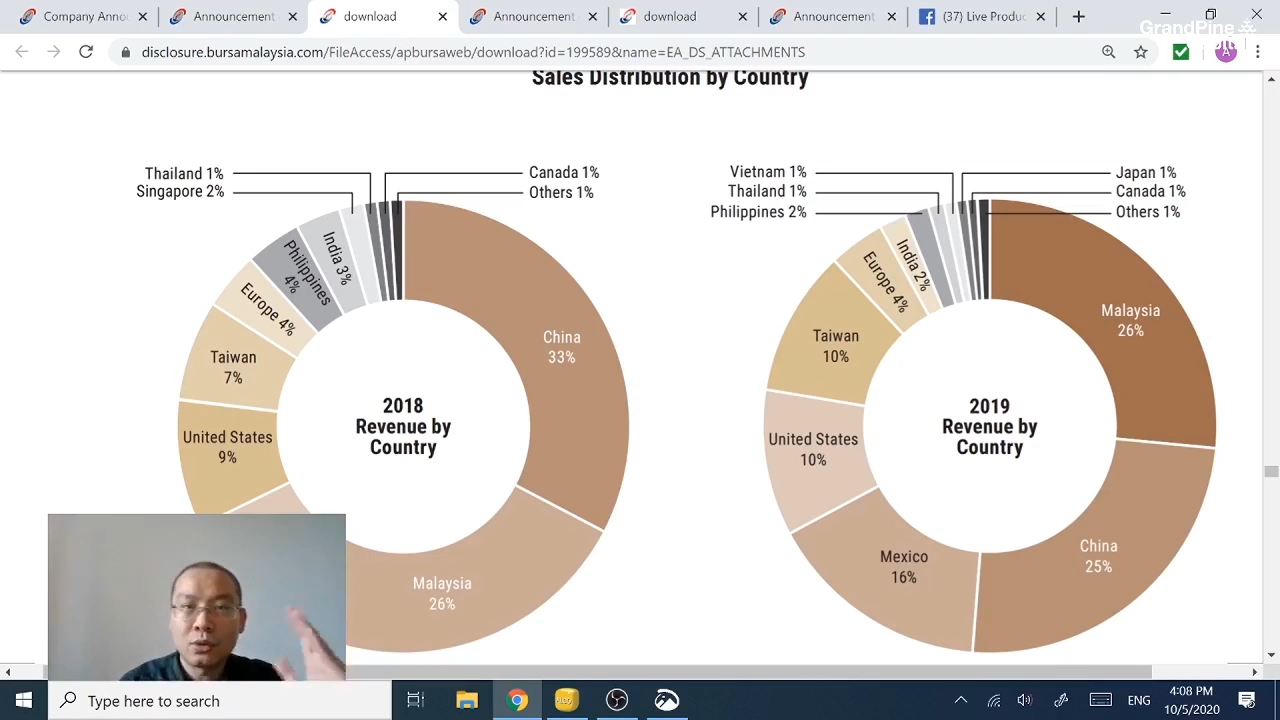 Company Annou
Announcement
download
Announcement
download
Announcement
(37) Live Produc
GrandPine
disclosure.bursamalaysia.com/FileAccess/apbursaweb/download?id=199589&name=EA_DS_ATTACHMENTS
A
Sales Distribution by Country
Thailand 1%
Singapore 2%
Canada 1%
Others 1%
Philippines
4%
India 3%
Europe 4%
Taiwan
7%
United States
9%
China
33%
Malaysia
26%
2018
Revenue by
Country
Vietnam 1%
Thailand 1%
Philippines 2%
Japan 1%
Canada 1%
Others 1%
India 2%
Europe 4%
Taiwan
10%
United States
10%
Mexico
16%
Malaysia
26%
China
25%
2019
Revenue by
Country
Type here to search
ENG
4:08 PM
10/5/2020